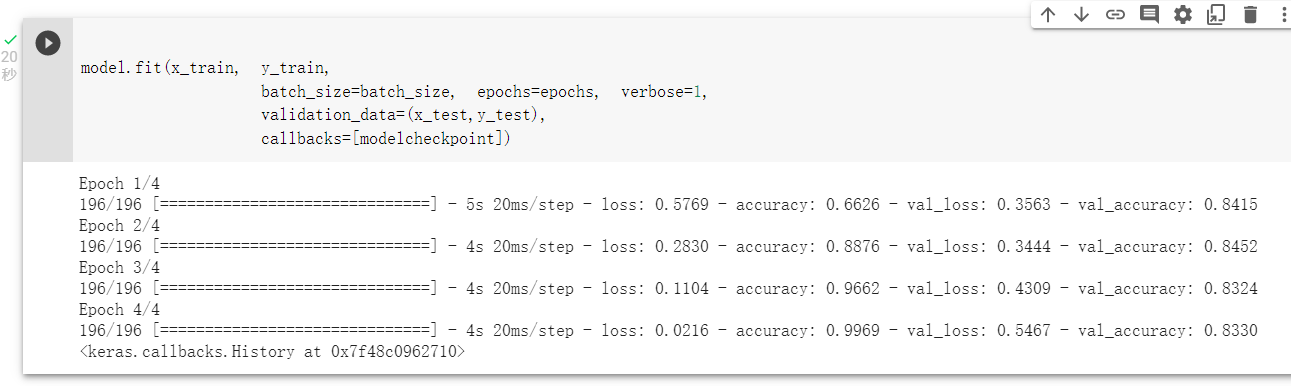 20
秒
model.fit(x_train, y_train,
batch_size=batch_size, epochs=epochs, verbose=1,
validation_data=(x_test,y_test),
callbacks=[modelcheckpoint])
Epoch 1/4
196/196 [==============================] - 5s 20ms/step - loss: 0.5769 - accuracy: 0.6626 - val_loss: 0.3563 - val_accuracy: 0.8415
Epoch 2/4
196/196 [==============================] - 4s 20ms/step - loss: 0.2830 - accuracy: 0.8876 - val_loss: 0.3444 - val_accuracy: 0.8452
Epoch 3/4
196/196 [==============================] - 4s 20ms/step - loss: 0.1104 - accuracy: 0.9662 - val_loss: 0.4309 - val_accuracy: 0.8324
Epoch 4/4
196/196 [==============================] - 4s 20ms/step - loss: 0.0216 - accuracy: 0.9969 - val_loss: 0.5467 - val_accuracy: 0.8330
<keras.callbacks.History at 0x7f48c0962710>